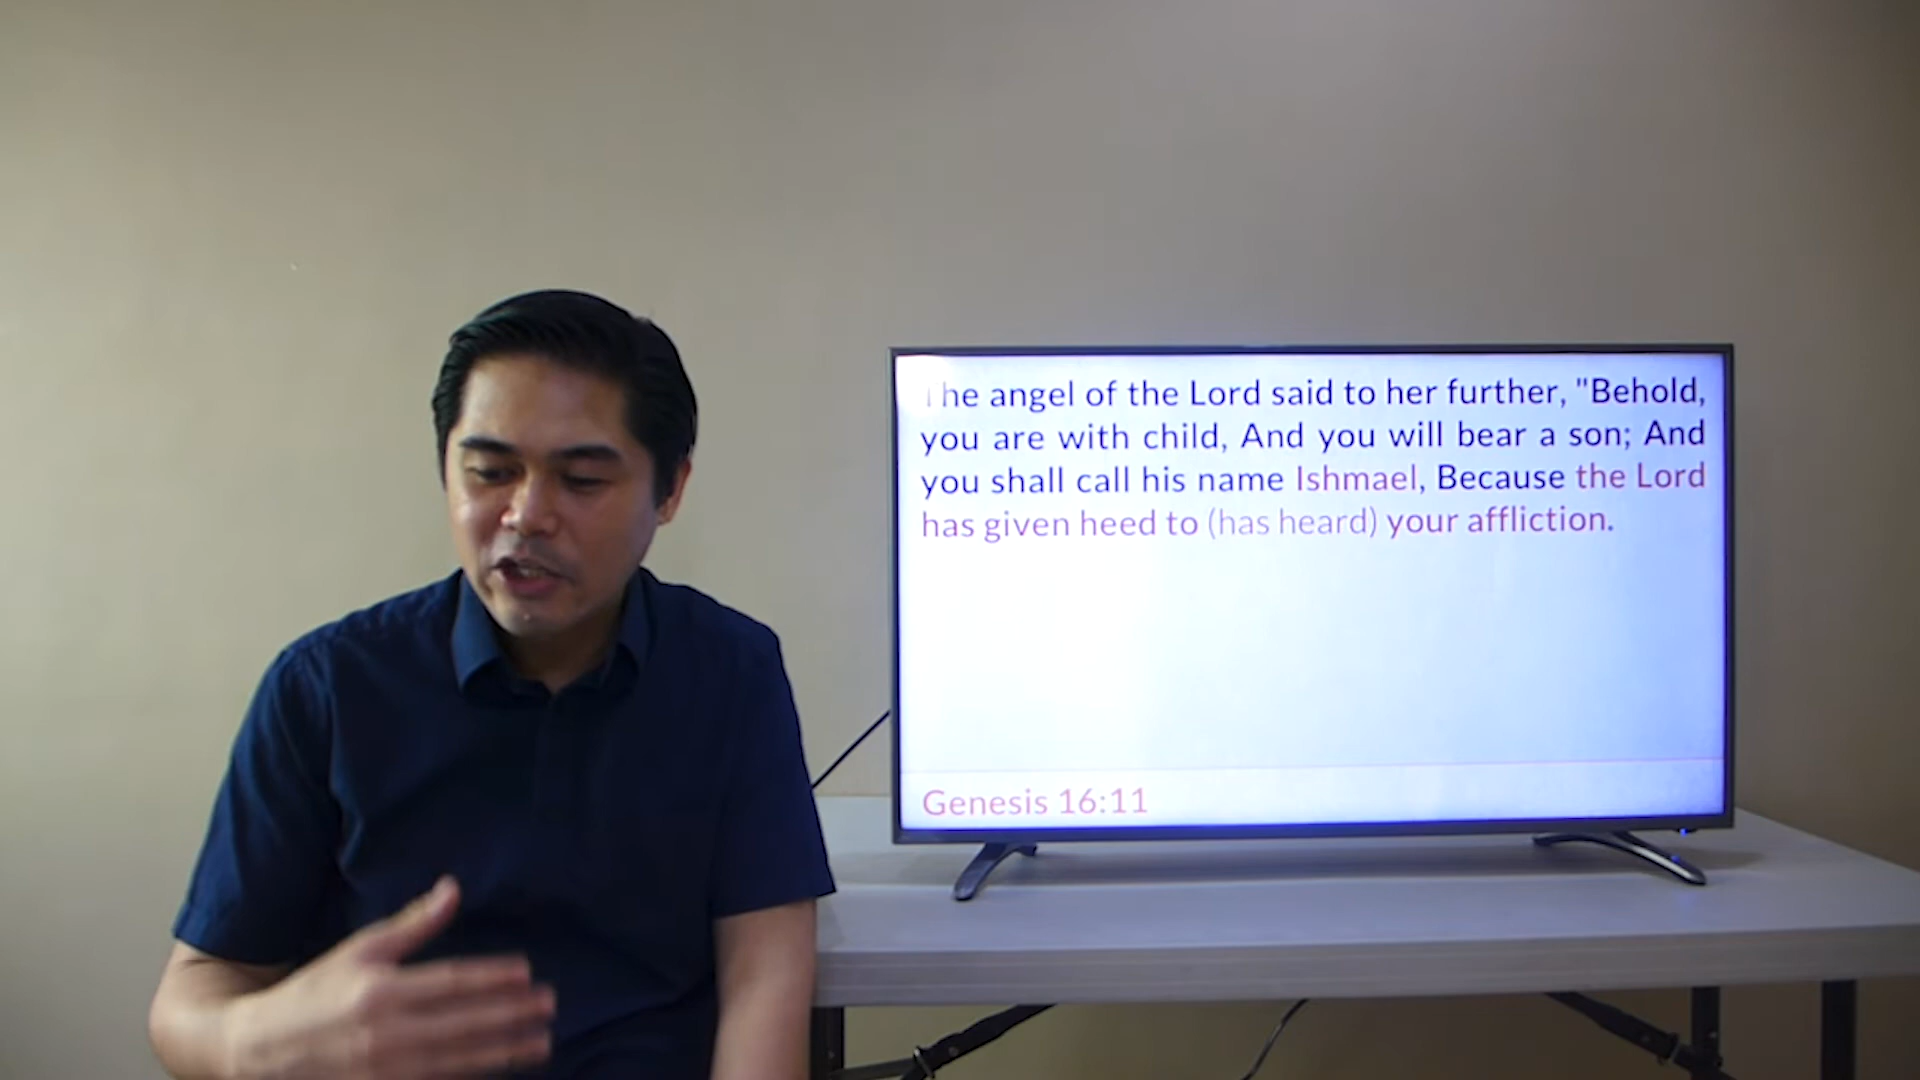 The angel of the Lord said to her further, "Behold,
you are with child, And you will bear a son; And
you shall call his name Ishmael, Because the Lord
has given heed to (has heard) your affliction.
Genesis 16:11